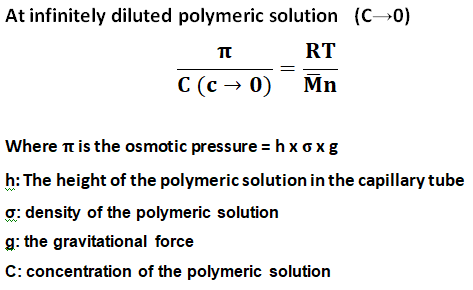 At infinitely diluted polymeric solution (C→0)
π / C (c → 0) = RT / M̅n
Where π is the osmotic pressure = h x σ x g
h: The height of the polymeric solution in the capillary tube
σ: density of the polymeric solution
g: the gravitational force
C: concentration of the polymeric solution